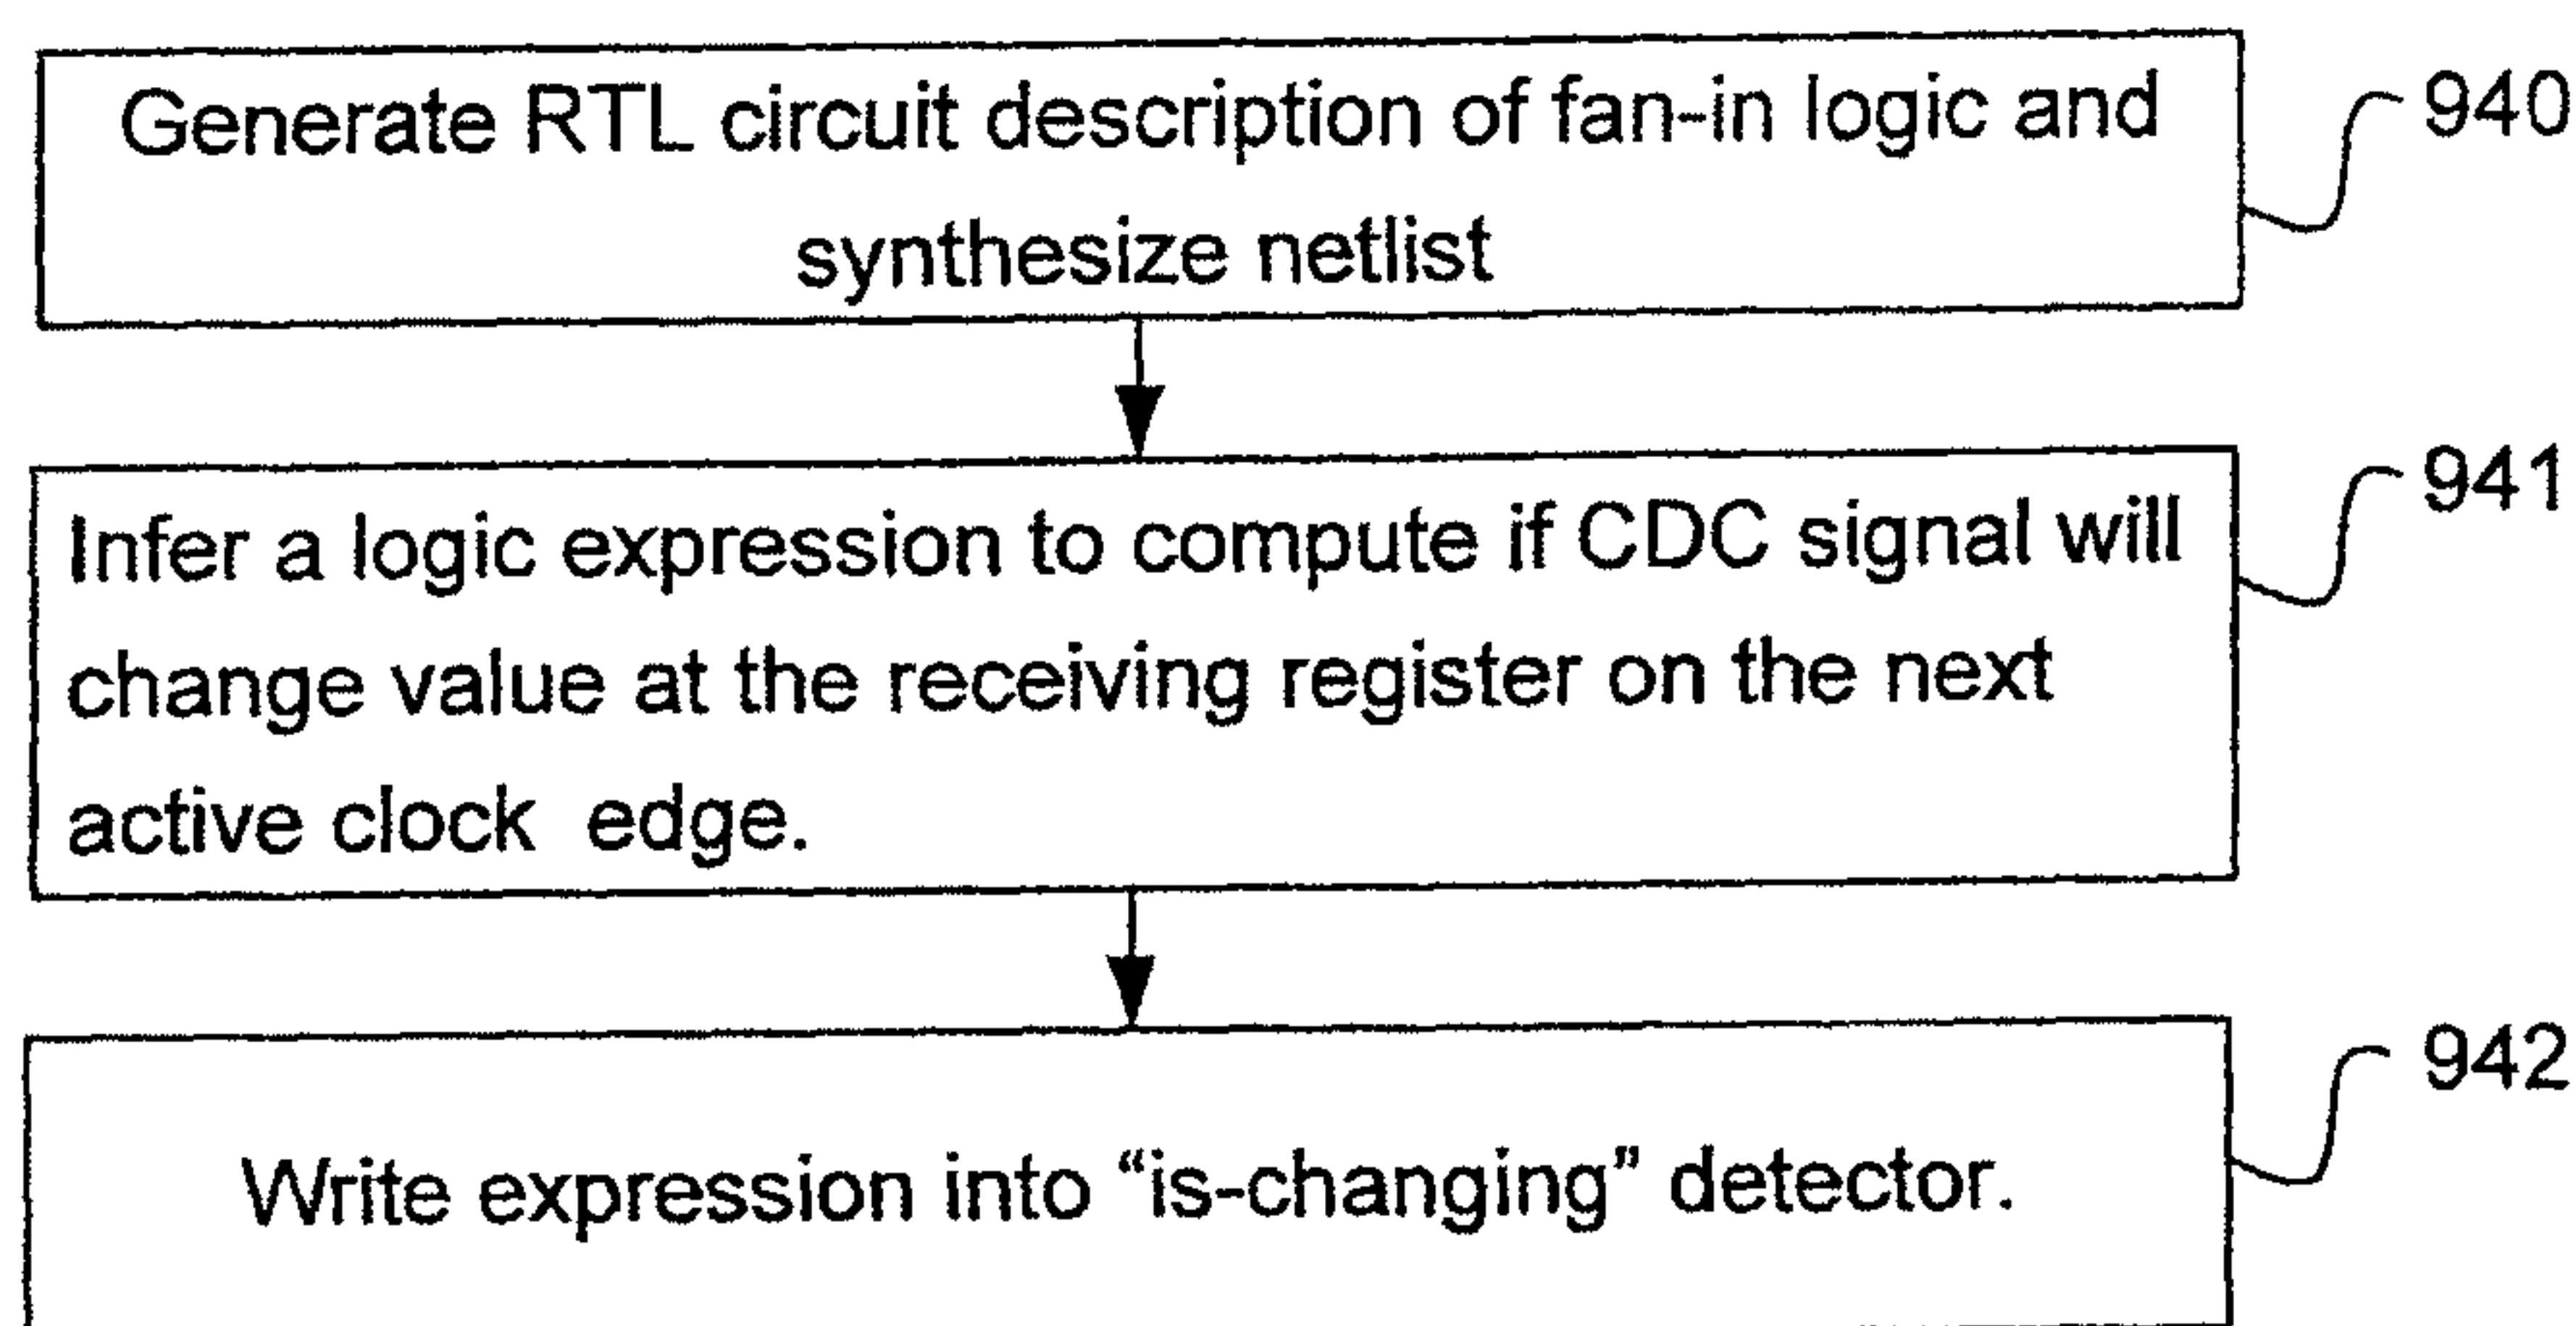 Generate RTL circuit description of fan-in logic and
synthesize netlist
940
Infer a logic expression to compute if CDC signal will
change value at the receiving register on the next
active clock  edge.
941
Write expression into “is-changing” detector.
942